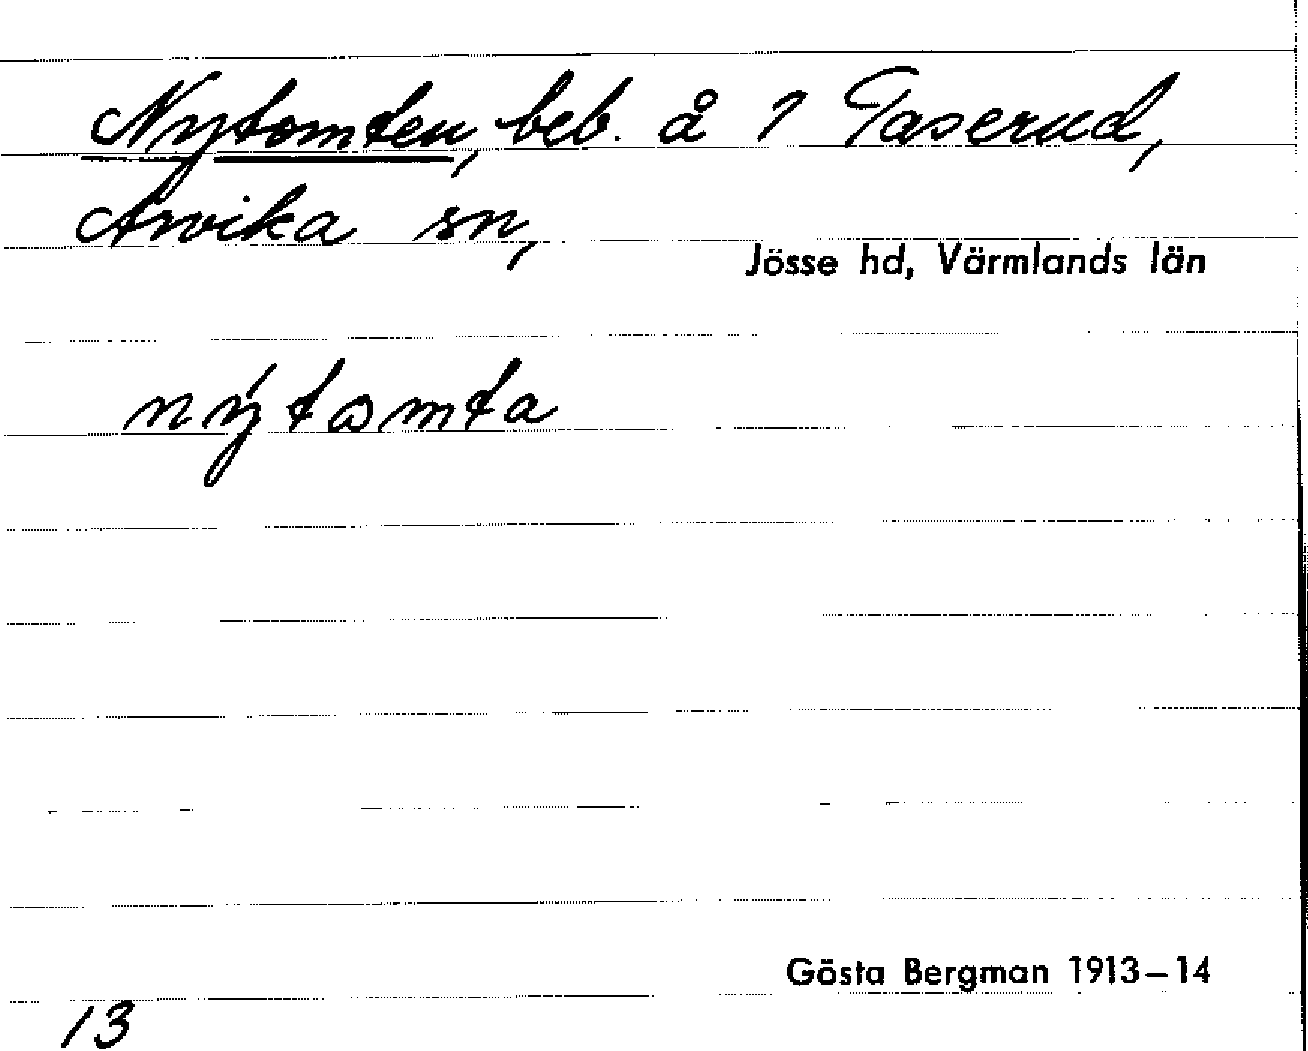 Nytomten, beb. å 1 Taserud,
Arvika sn,
Jösse hd, Värmlands län
nýtomta
Gösta Bergman 1913–14
13